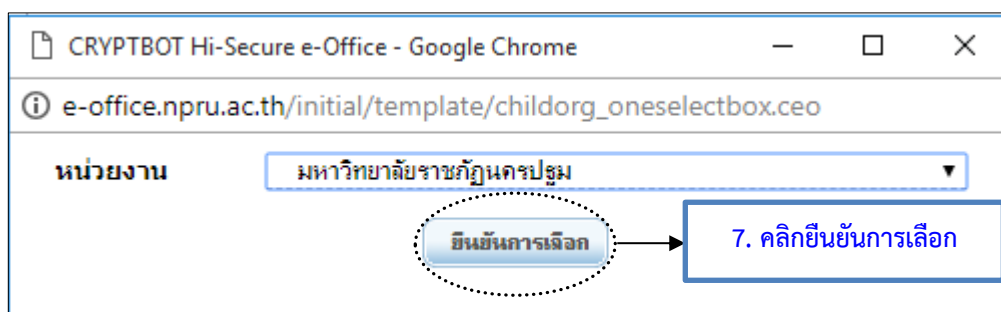 CRYPTBOT Hi-Secure e-Office - Google Chrome
e-office.npru.ac.th/initial/template/childorg_oneselectbox.ceo
หน่วยงาน มหาวิทยาลัยราชภัฏนครปฐม
ยืนยันการเลือก 7. คลิกยืนยันการเลือก